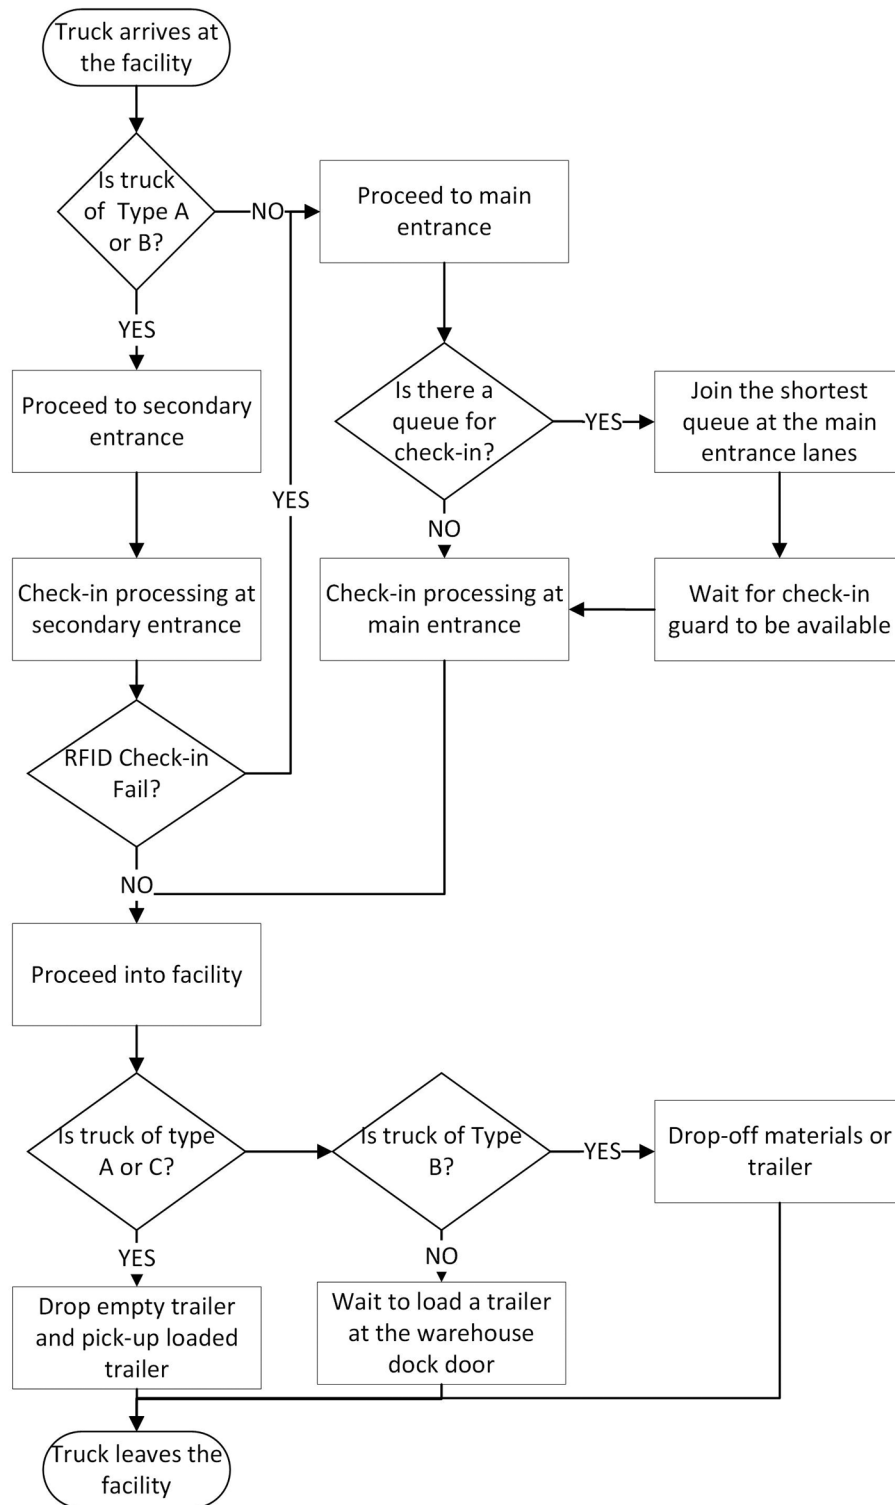 Truck arrives at
the facility
Is truck
of Type A
or B?
NO
Proceed to main
entrance
YES
Proceed to secondary
entrance
Is there a
queue for
check-in?
YES
Join the shortest
queue at the main
entrance lanes
YES
NO
Check-in processing at
secondary entrance
Check-in processing at
main entrance
Wait for check-in
guard to be available
RFID Check-in
Fail?
NO
Proceed into facility
Is truck of type
A or C?
Is truck of Type
B?
YES
Drop-off materials or
trailer
YES
NO
Drop empty trailer
and pick-up loaded
trailer
Wait to load a trailer
at the warehouse
dock door
Truck leaves the
facility